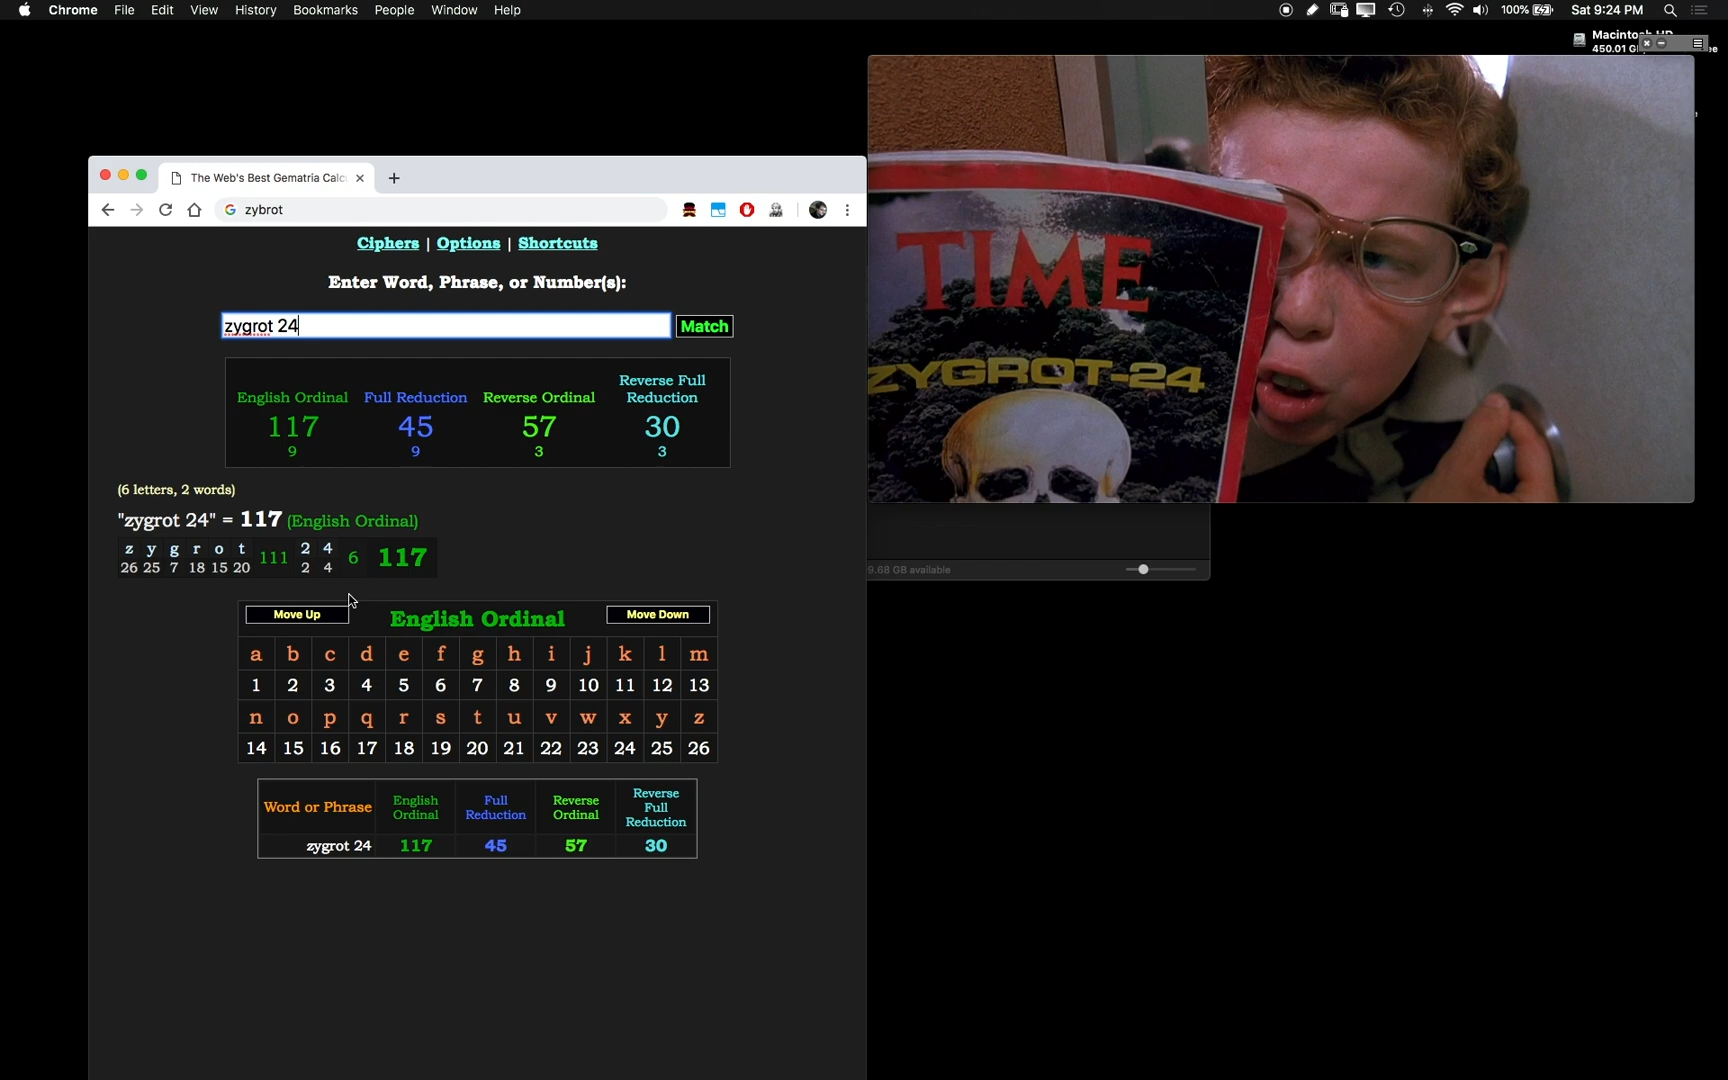 Chrome File Edit View History Bookmarks People Window Help 100% Sat 9:24 PM
Macintosh HD
The Web's Best Gematria Calc
zybrot
Ciphers | Options | Shortcuts
Enter Word, Phrase, or Number(s):
zygrot 24 Match
English Ordinal Full Reduction Reverse Ordinal Reverse Full Reduction
117 45 57 30
9 9 3 3
(6 letters, 2 words)
"zygrot 24" = 117 (English Ordinal)
z y g r o t 111 2 4 6 117
26 25 7 18 15 20 2 4
Move Up English Ordinal Move Down
a b c d e f g h i j k l m
1 2 3 4 5 6 7 8 9 10 11 12 13
n o p q r s t u v w x y z
14 15 16 17 18 19 20 21 22 23 24 25 26
Word or Phrase English Ordinal Full Reduction Reverse Ordinal Reverse Full Reduction
zygrot 24 117 45 57 30
TIME
ZYGROT-24
9.68 GB available